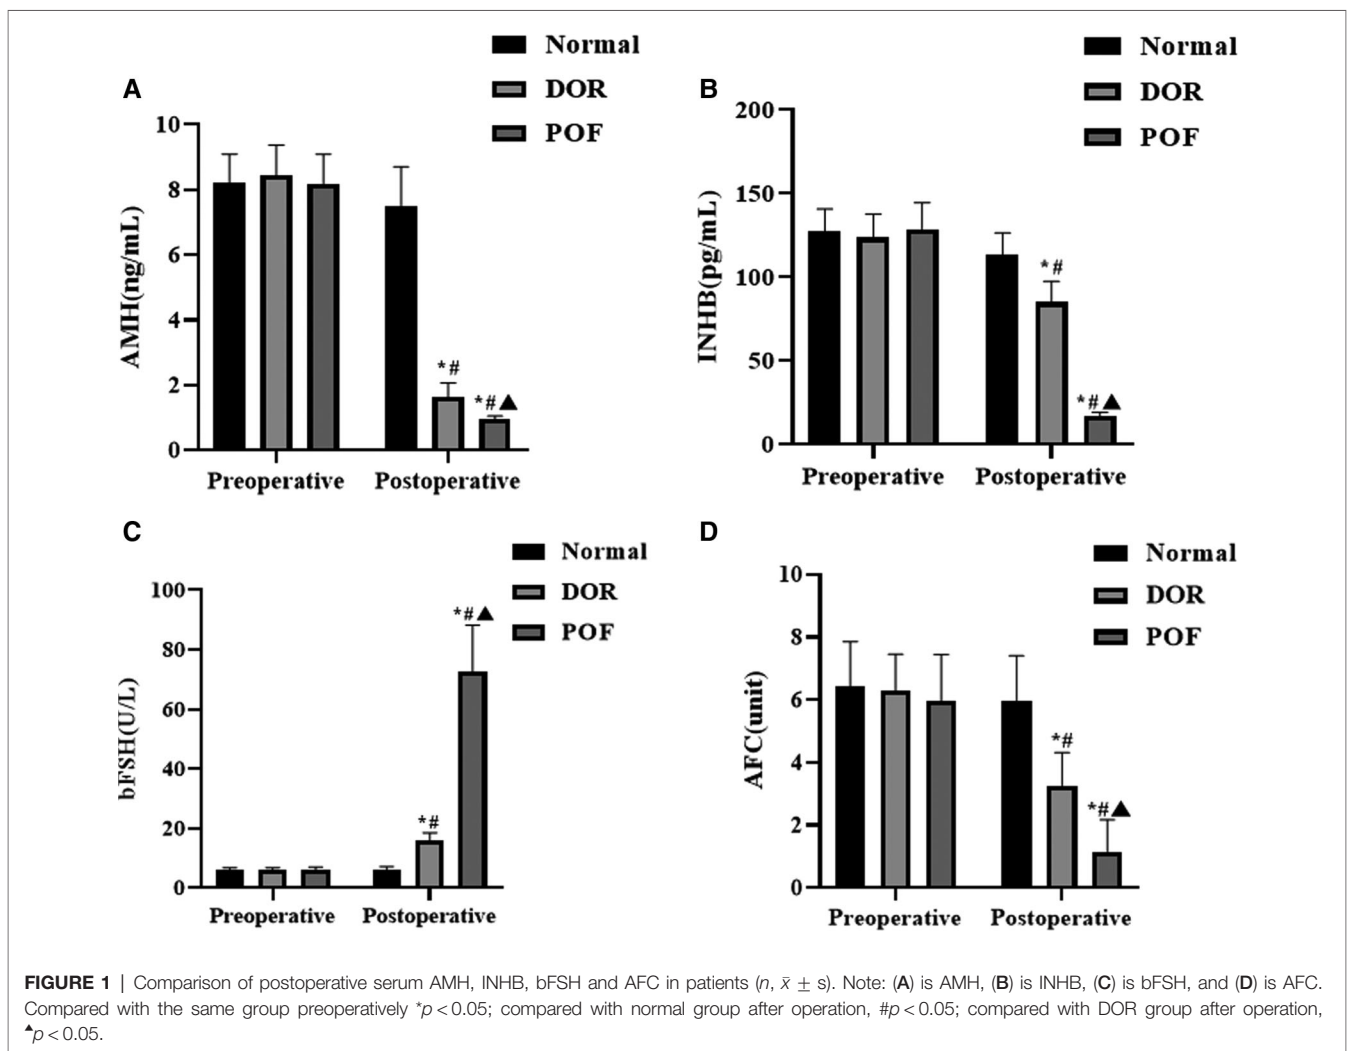 A
Normal
DOR
POF
AMH(ng/mL)
10
8
6
4
2
0
*#
*#▲
Preoperative Postoperative
B
Normal
DOR
POF
INHB(pg/mL)
200
150
100
50
0
*#
*#▲
Preoperative Postoperative
C
Normal
DOR
POF
bFSH(U/L)
100
80
60
40
20
0
*#
*#▲
Preoperative Postoperative
D
Normal
DOR
POF
AFC(unit)
10
8
6
4
2
0
*#
*#▲
Preoperative Postoperative
FIGURE 1 | Comparison of postoperative serum AMH, INHB, bFSH and AFC in patients (n, x̄ ± s). Note: (A) is AMH, (B) is INHB, (C) is bFSH, and (D) is AFC.
Compared with the same group preoperatively *p < 0.05; compared with normal group after operation, #p < 0.05; compared with DOR group after operation,
▲p < 0.05.